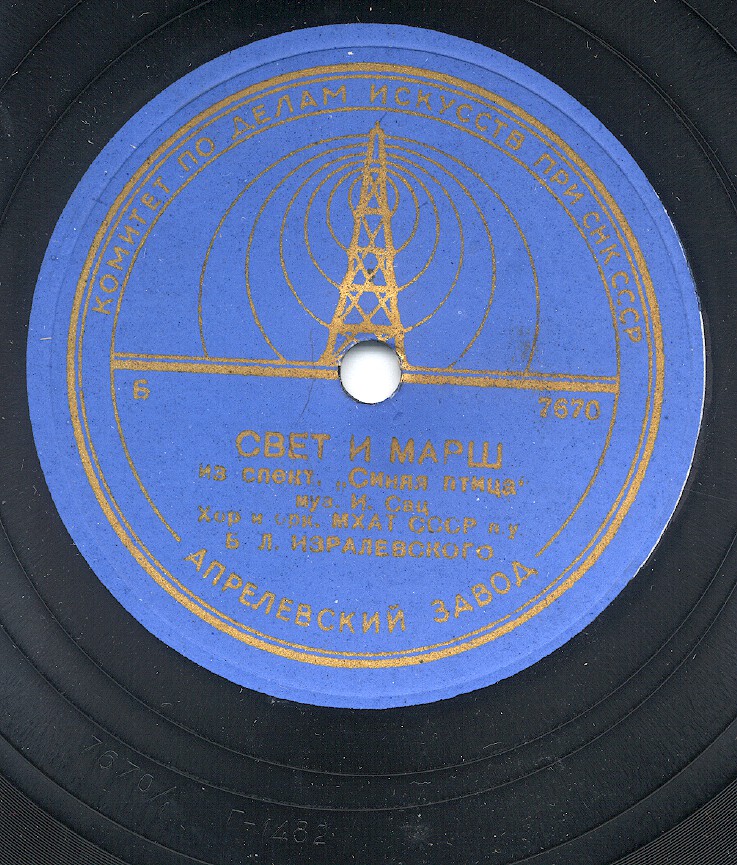 КОМИТЕТ ПО ДЕЛАМ ИСКУССТВ ПРИ СНК СССР
Б
7670
СВЕТ И МАРШ
из спект. „Синяя птица"
муз. И. Сац
Хор и орк. МХАТ СССР п/у
Б. Л. ИЗРАЛЕВСКОГО
АПРЕЛЕВСКИЙ ЗАВОД
7670/
Г-1482